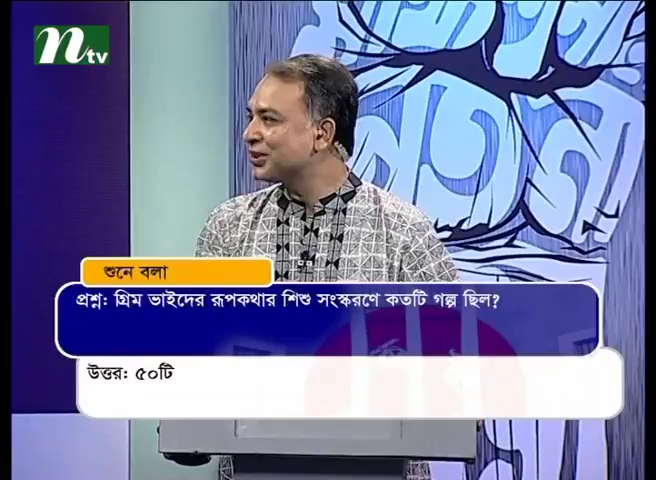 ntv
শুনে বলা
প্রশ্ন: গ্রিম ভাইদের রূপকথার শিশু সংস্করণে কতটি গল্প ছিল?
উত্তর: ৫০টি